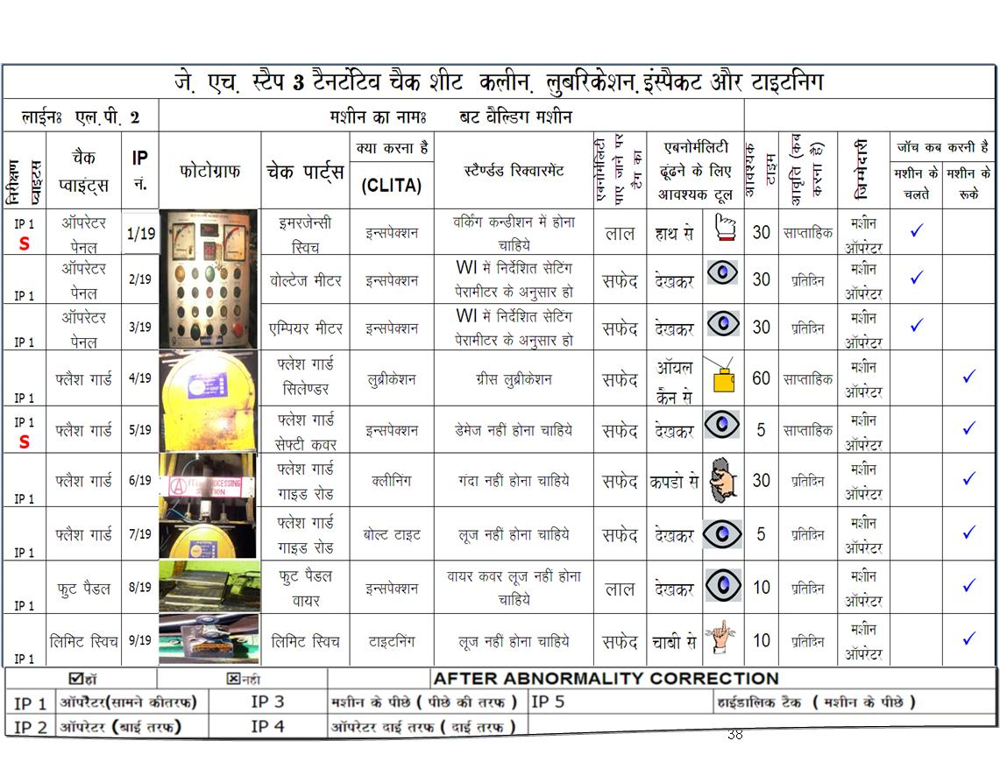 जे. एच. स्टैप 3 टैनटेटिव चैक शीट कलीन. लुबरिकेशन.इंस्पैकट और टाइटनिग
लाईनः एल.पी. 2 मशीन का नामः बट वैल्डिग मशीन
निरीक्षण प्वाइंटस
चैक प्वाइंट्स
IP नं.
फोटोग्राफ
चेक पार्ट्स
क्या करना है
(CLITA)
स्टैण्डर्ड रिक्वारमेंट
एबनोर्मिलिटी पाए जाने पर टैग का
एबनोर्मलिटी ढूंढने के लिए आवश्यक टूल
आवश्यक टाइम
आवृति (कब करना है)
जिम्मेदारी
जॉच कब करनी है
मशीन के चलते
मशीन के रूके
IP 1 S ऑपरेटर पेनल 1/19 इमरजेन्सी स्विच इन्सपेक्शन वर्किंग कन्डीशन में होना चाहिये लाल हाथ से 30 साप्ताहिक मशीन ऑपरेटर ✓
IP 1 ऑपरेटर पेनल 2/19 वोल्टेज मीटर इन्सपेक्शन WI में निर्देशित सेटिंग पेरामीटर के अनुसार हो सफेद देखकर 30 प्रतिदिन मशीन ऑपरेटर ✓
IP 1 ऑपरेटर पेनल 3/19 एम्पियर मीटर इन्सपेक्शन WI में निर्देशित सेटिंग पेरामीटर के अनुसार हो सफेद देखकर 30 प्रतिदिन मशीन ऑपरेटर ✓
IP 1 फ्लैश गार्ड 4/19 फ्लेश गार्ड सिलेण्डर लुब्रीकेशन ग्रीस लुब्रीकेशन सफेद ऑयल कैन से 60 साप्ताहिक मशीन ऑपरेटर ✓
IP 1 S फ्लैश गार्ड 5/19 फ्लेश गार्ड सेफ्टी कवर इन्सपेक्शन डेमेज नहीं होना चाहिये सफेद देखकर 5 साप्ताहिक मशीन ऑपरेटर ✓
IP 1 फ्लैश गार्ड 6/19 फ्लेश गार्ड गाइड रोड क्लीनिंग गंदा नहीं होना चाहिये सफेद कपडो से 30 प्रतिदिन मशीन ऑपरेटर ✓
IP 1 फ्लैश गार्ड 7/19 फ्लेश गार्ड गाइड रोड बोल्ट टाइट लूज नहीं होना चाहिये सफेद देखकर 5 प्रतिदिन मशीन ऑपरेटर ✓
IP 1 फुट पैडल 8/19 फुट पैडल वायर इन्सपेक्शन वायर कवर लूज नहीं होना चाहिये लाल देखकर 10 प्रतिदिन मशीन ऑपरेटर ✓
IP 1 लिमिट स्विच 9/19 लिमिट स्विच टाइटनिंग लूज नहीं होना चाहिये सफेद चाबी से 10 प्रतिदिन मशीन ऑपरेटर ✓
☑हॉ ☒नही AFTER ABNORMALITY CORRECTION
IP 1 ऑपरेटर(सामने कीतरफ) IP 3 मशीन के पीछे ( पीछे की तरफ ) IP 5 हाईडालिक टैक ( मशीन के पीछे )
IP 2 ऑपरेटर (बाई तरफ) IP 4 ऑपरेटर दाई तरफ ( दाई तरफ )
38